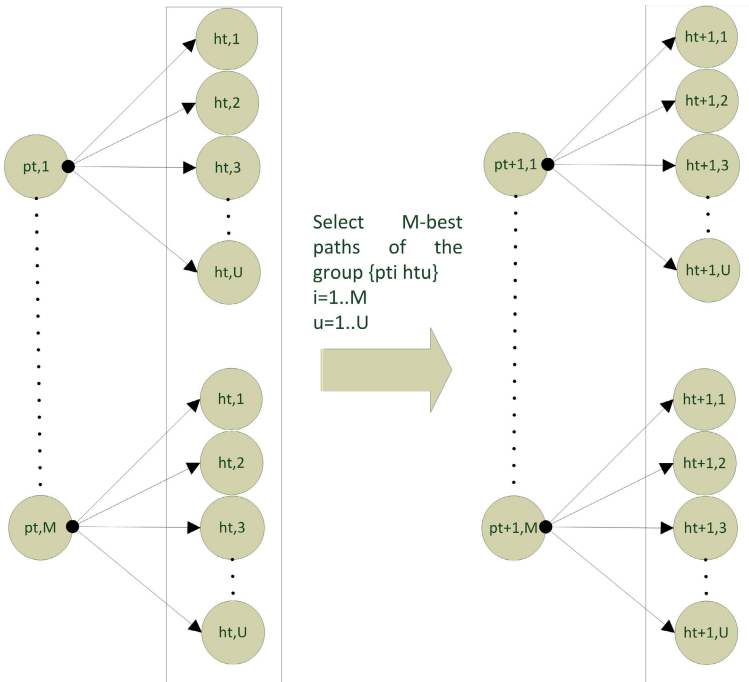 ht,1
ht,2
pt,1
ht,3
ht,U
Select M-best
paths of the
group {pti htu}
i=1..M
u=1..U
ht+1,1
ht+1,2
pt+1,1
ht+1,3
ht+1,U
ht,1
ht,2
pt,M
ht,3
ht,U
ht+1,1
ht+1,2
pt+1,M
ht+1,3
ht+1,U